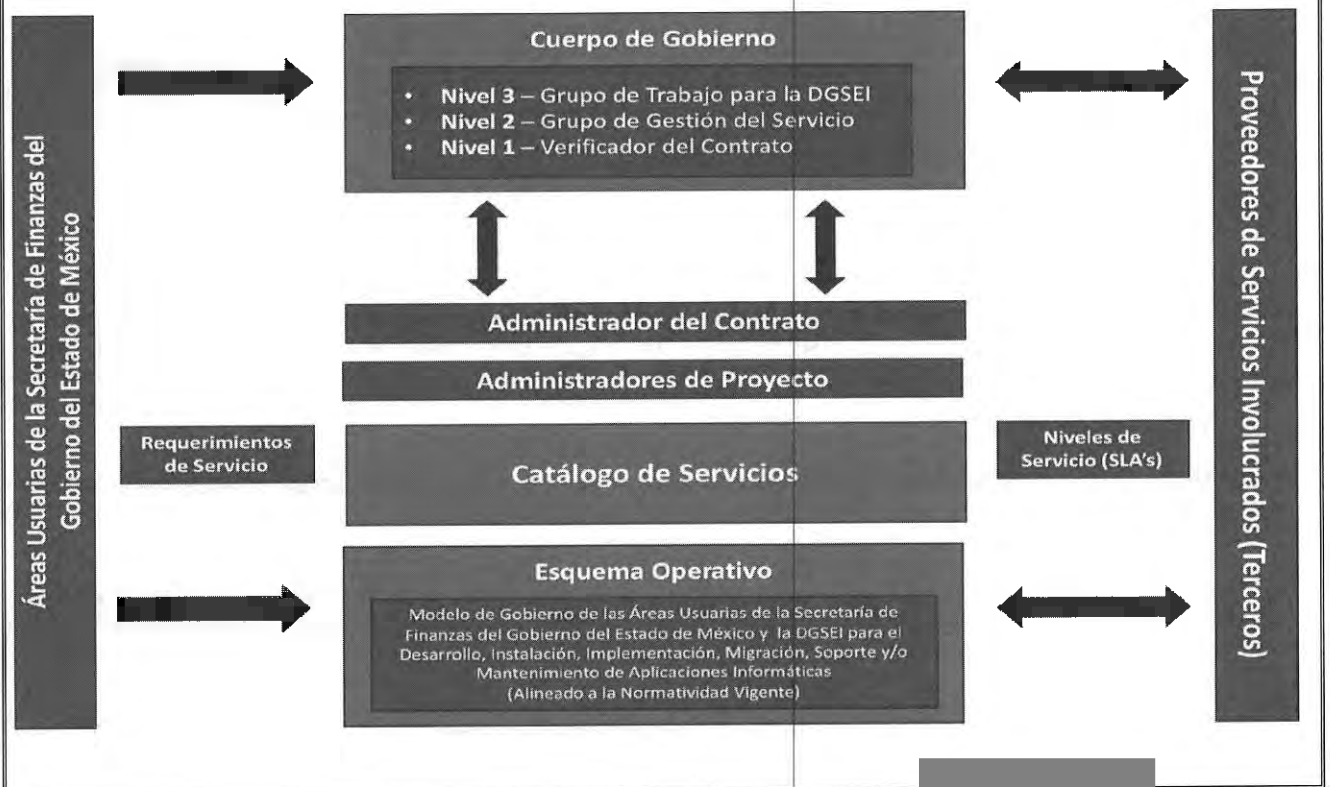 Áreas Usuarias de la Secretaría de Finanzas del
Gobierno del Estado de México
Cuerpo de Gobierno
• Nivel 3 – Grupo de Trabajo para la DGSEI
• Nivel 2 – Grupo de Gestión del Servicio
• Nivel 1 – Verificador del Contrato
Administrador del Contrato
Administradores de Proyecto
Requerimientos
de Servicio
Catálogo de Servicios
Niveles de
Servicio (SLA's)
Esquema Operativo
Modelo de Gobierno de las Áreas Usuarias de la Secretaría de
Finanzas del Gobierno del Estado de México y la DGSEI para el
Desarrollo, Instalación, Implementación, Migración, Soporte y/o
Mantenimiento de Aplicaciones Informáticas
(Alineado a la Normatividad Vigente)
Proveedores de Servicios Involucrados (Terceros)